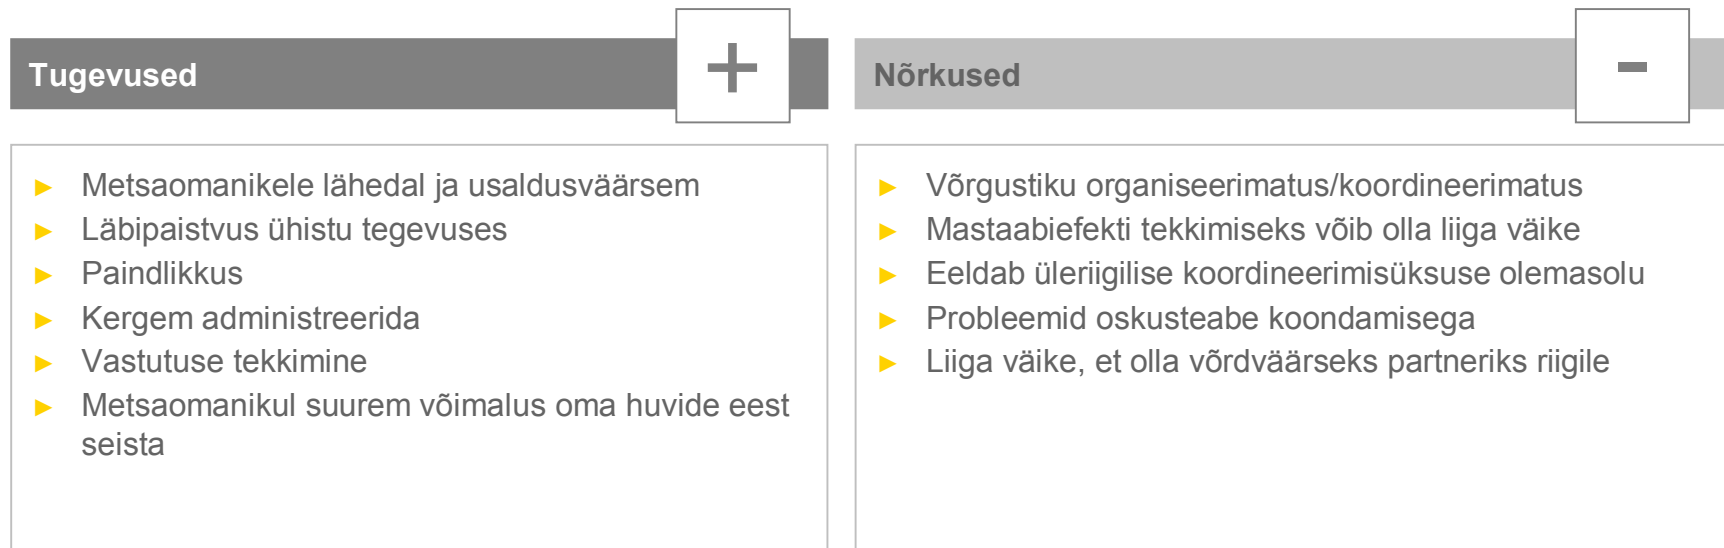 Tugevused
+
► Metsaomanikele lähedal ja usaldusväärsem
► Läbipaistvus ühistu tegevuses
► Paindlikkus
► Kergem administreerida
► Vastutuse tekkimine
► Metsaomanikul suurem võimalus oma huvide eest
seista
Nõrkused
-
► Võrgustiku organiseerimatus/koordineerimatus
► Mastaabiefekti tekkimiseks võib olla liiga väike
► Eeldab üleriigilise koordineerimisüksuse olemasolu
► Probleemid oskusteabe koondamisega
► Liiga väike, et olla võrdväärseks partneriks riigile